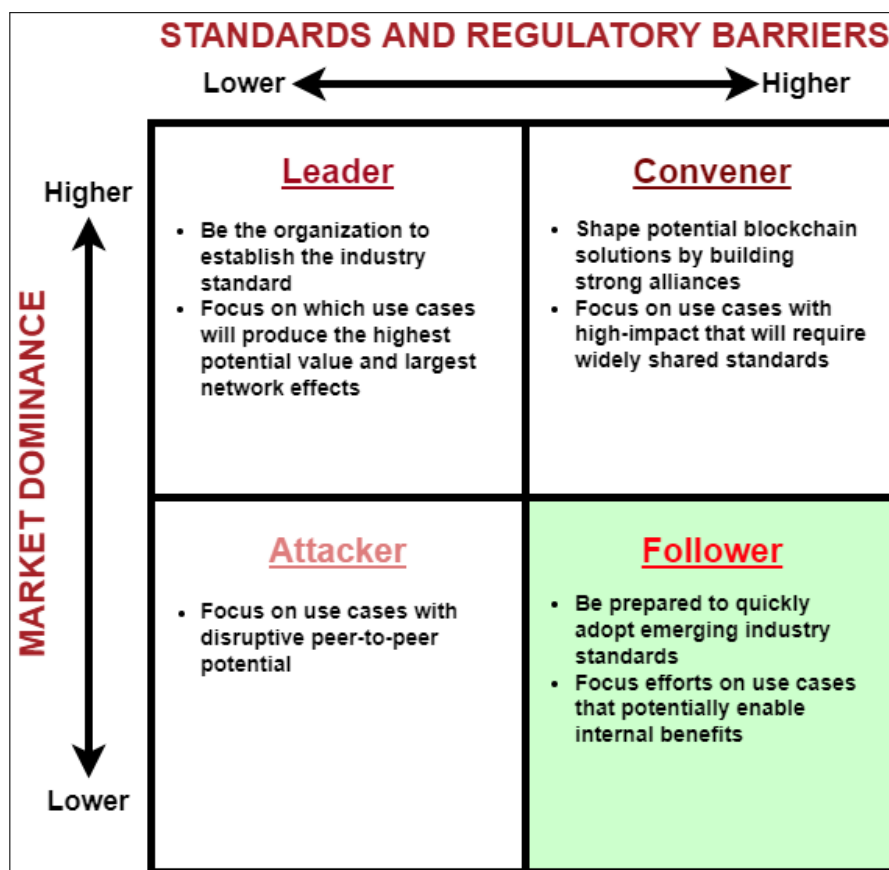 STANDARDS AND REGULATORY BARRIERS
Lower
Higher
MARKET DOMINANCE
Higher
Lower
Leader
• Be the organization to
establish the industry
standard
• Focus on which use cases
will produce the highest
potential value and largest
network effects
Convener
• Shape potential blockchain
solutions by building
strong alliances
• Focus on use cases with
high-impact that will require
widely shared standards
Attacker
• Focus on use cases with
disruptive peer-to-peer
potential
Follower
• Be prepared to quickly
adopt emerging industry
standards
• Focus efforts on use cases
that potentially enable
internal benefits